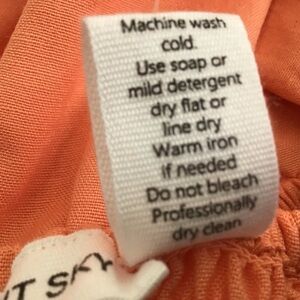 Machine wash
cold.
Use soap or
mild detergent
dry flat or
line dry
Warm iron
if needed
Do not bleach
Professionally
dry clean